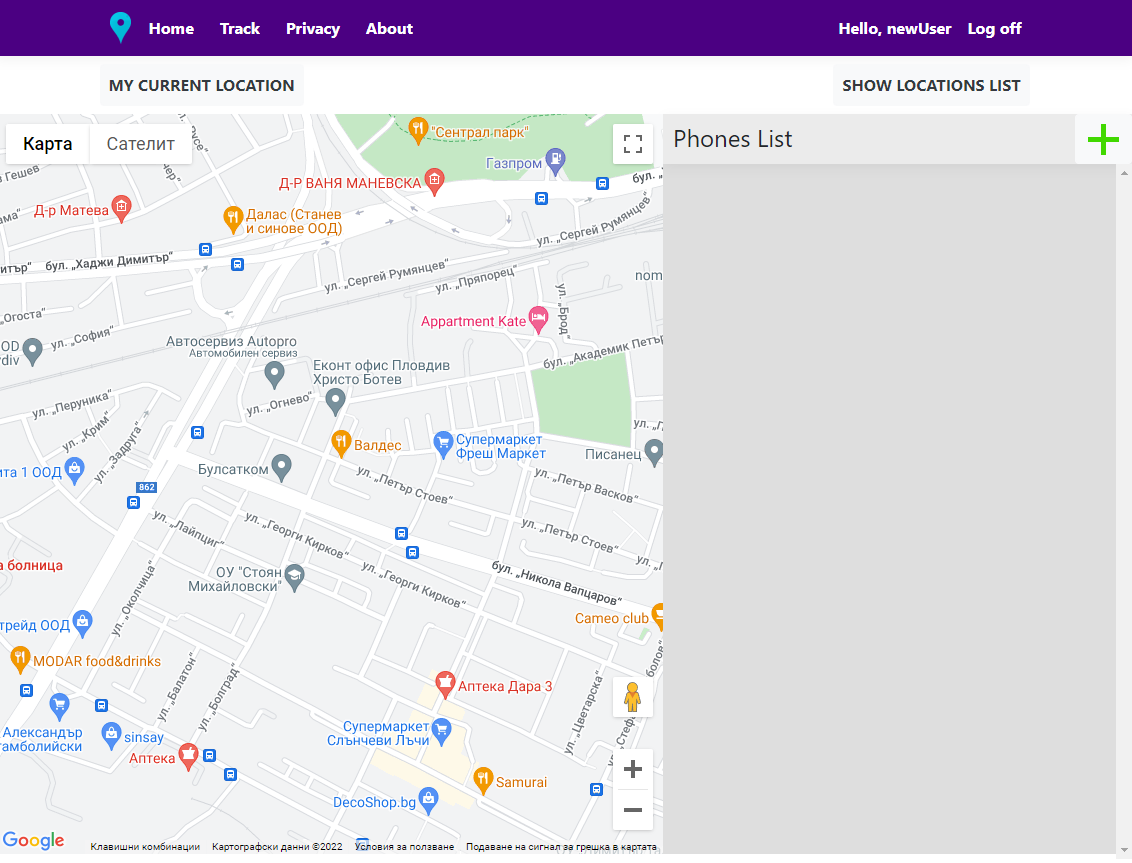 Home Track Privacy About Hello, newUser Log off
MY CURRENT LOCATION SHOW LOCATIONS LIST
Карта Сателит
Phones List
"Сентрал парк"
Газпром
Д-Р ВАНЯ МАНЕВСКА
бул.
Гешев
Д-р Матева
Далас (Станев
и синове ООД)
ул. „Сергей Румянцев“
бул. „Хаджи Димитър“
ул. „Сергей Румянцев“
ул. „Пряпорец“
nom
ул. „Брод“
Appartment Kate
ул. „София“
Автосервиз Autopro
Автомобилен сервиз
бул. „Академик Петър
Еконт офис Пловдив
Христо Ботев
ул. „Перуника“
ул. „Огнево“
ул. „Крим“
ул. „Задруга“
Валдес
Супермаркет
Фреш Маркет
Писанец
Булсатком
ита 1 ООД
862
ул. „Петър Стоев“
ул. „Петър Васков“
ул. „Лайпциг“
ул. „Георги Кирков“
ул. „Петър Стоев“
а болница
ОУ "Стоян
Михайловски"
ул. „Георги Кирков“
бул. „Никола Вапцаров“
ул. „Околчица“
Cameo club
трейд ООД
MODAR food&drinks
ул. „Балатон“
ул. „Болград“
Аптека Дара 3
ул. „Цветарска“
Супермаркет
Слънчеви Лъчи
Александър
тамболийски
sinsay
Аптека
Samurai
DecoShop.bg
Google
Клавишни комбинации Картографски данни ©2022 Условия за ползване Подаване на сигнал за грешка в картата